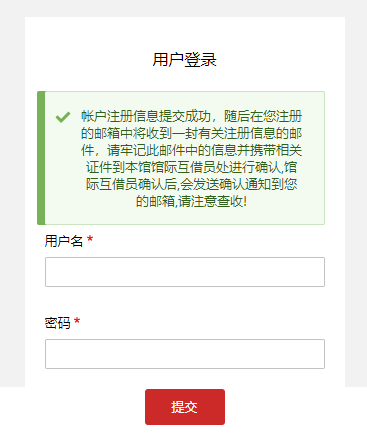 用户登录
帐户注册信息提交成功，随后在您注册
的邮箱中将收到一封有关注册信息的邮
件，请牢记此邮件中的信息并携带相关
证件到本馆馆际互借员处进行确认,馆
际互借员确认后,会发送确认通知到您
的邮箱,请注意查收!
用户名 *
密码 *
提交